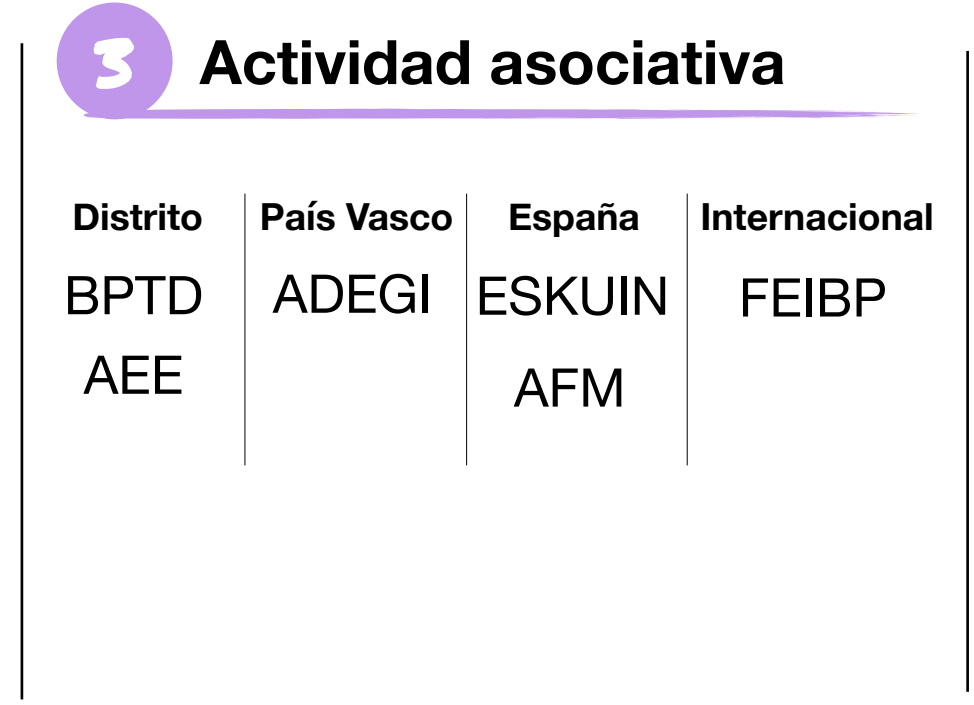 3 Actividad asociativa
Distrito País Vasco España Internacional
BPTD ADEGI ESKUIN FEIBP
AEE AFM